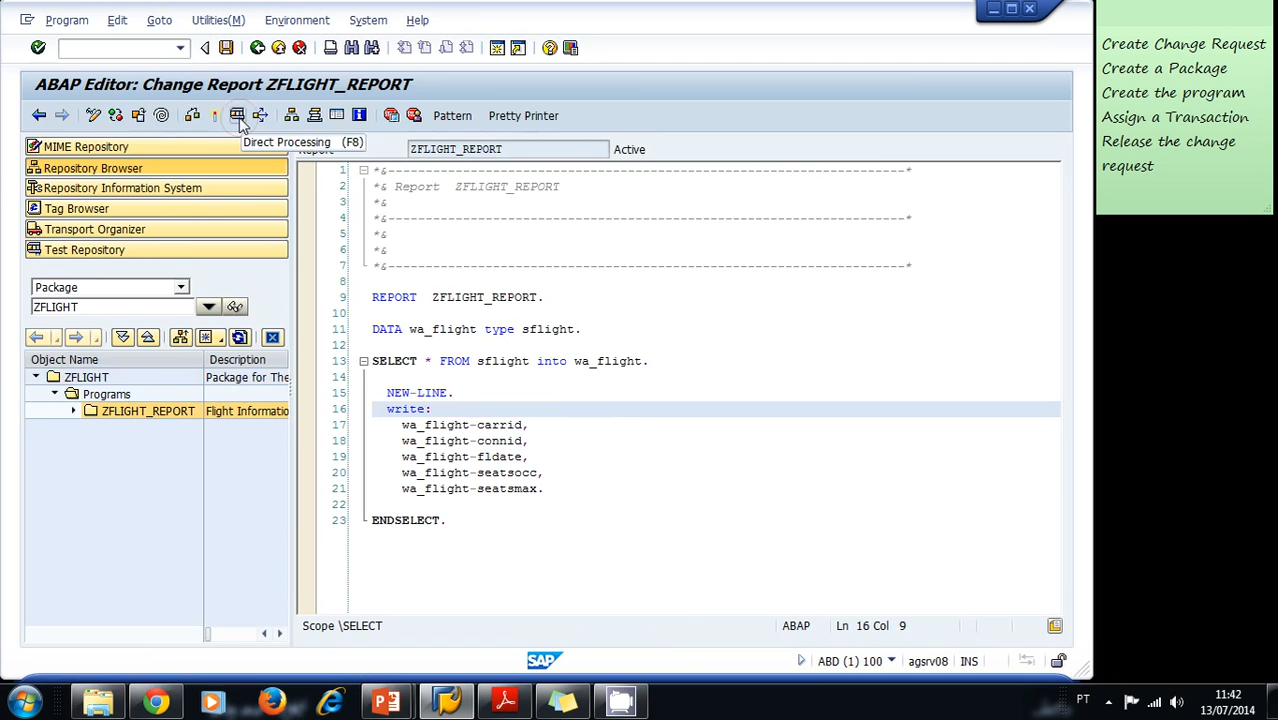 Program Edit Goto Utilities(M) Environment System Help
ABAP Editor: Change Report ZFLIGHT_REPORT
Pattern Pretty Printer
Direct Processing (F8)
MIME Repository
Repository Browser
Repository Information System
Tag Browser
Transport Organizer
Test Repository
Package
ZFLIGHT
Object Name Description
ZFLIGHT Package for The
Programs
ZFLIGHT_REPORT Flight Informatio
ZFLIGHT_REPORT Active
1 *&---------------------------------------------------------------------*
2 *& Report ZFLIGHT_REPORT
3 *&
4 *&---------------------------------------------------------------------*
5 *&
6 *&
7 *&---------------------------------------------------------------------*
8
9 REPORT ZFLIGHT_REPORT.
10
11 DATA wa_flight type sflight.
12
13 SELECT * FROM sflight into wa_flight.
14
15 NEW-LINE.
16 write:
17 wa_flight-carrid,
18 wa_flight-connid,
19 wa_flight-fldate,
20 wa_flight-seatsocc,
21 wa_flight-seatsmax.
22
23 ENDSELECT.
Scope \SELECT ABAP Ln 16 Col 9
SAP ABD (1) 100 agsrv08 INS
Create Change Request
Create a Package
Create the program
Assign a Transaction
Release the change
request
PT 11:42
13/07/2014